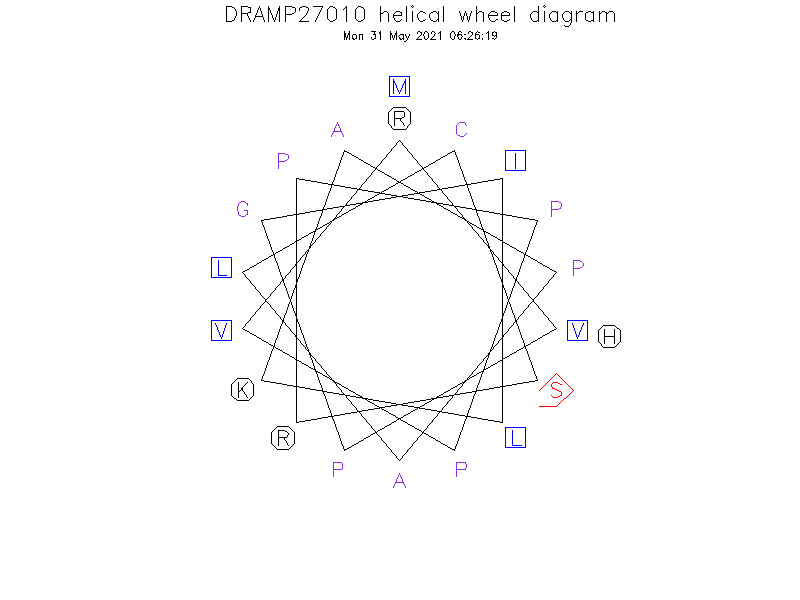 DRAMP27010 helical wheel diagram
Mon 31 May 2021 06:26:19
M
R
A C
P I
G P
L P
V V H
K S
R L
P P
A